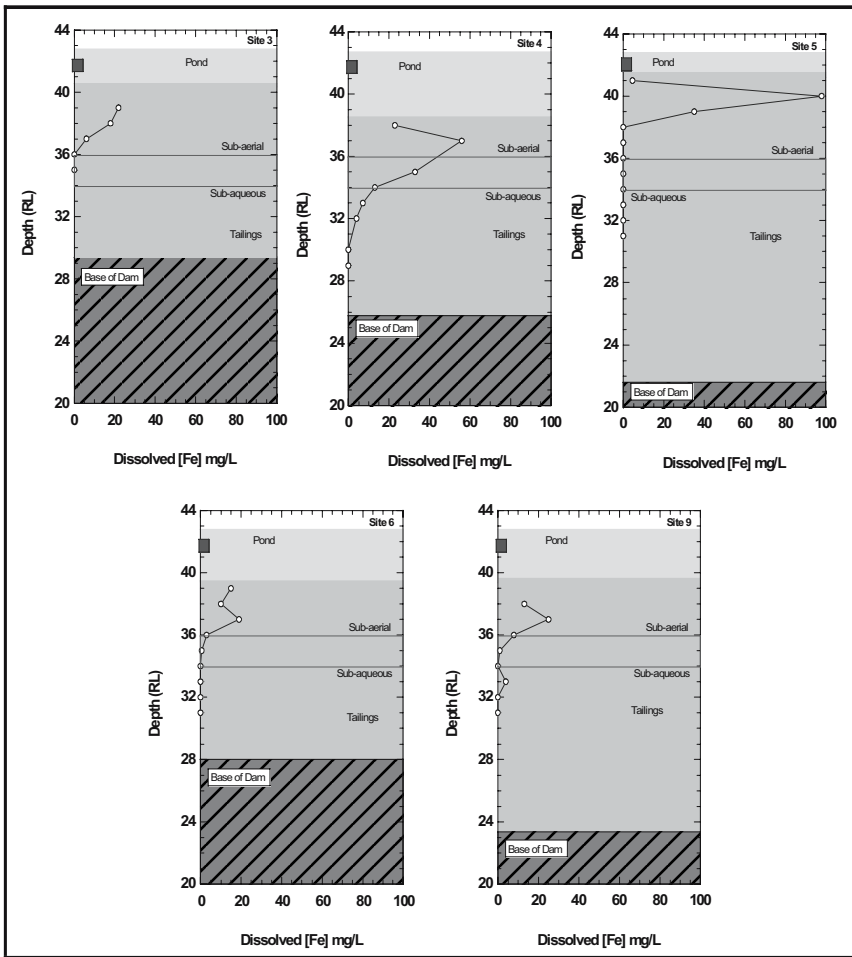 Site 3
Pond
Sub-aerial
Sub-aqueous
Tailings
Base of Dam
Depth (RL)
44
40
36
32
28
24
20
0 20 40 60 80 100
Dissolved [Fe] mg/L
Site 4
Pond
Sub-aerial
Sub-aqueous
Tailings
Base of Dam
Depth (RL)
44
40
36
32
28
24
20
0 20 40 60 80 100
Dissolved [Fe] mg/L
Site 5
Pond
Sub-aerial
Sub-aqueous
Tailings
Base of Dam
Depth (RL)
44
40
36
32
28
24
20
0 20 40 60 80 100
Dissolved [Fe] mg/L
Site 6
Pond
Sub-aerial
Sub-aqueous
Tailings
Base of Dam
Depth (RL)
44
40
36
32
28
24
20
0 20 40 60 80 100
Dissolved [Fe] mg/L
Site 9
Pond
Sub-aerial
Sub-aqueous
Tailings
Base of Dam
Depth (RL)
44
40
36
32
28
24
20
0 20 40 60 80 100
Dissolved [Fe] mg/L